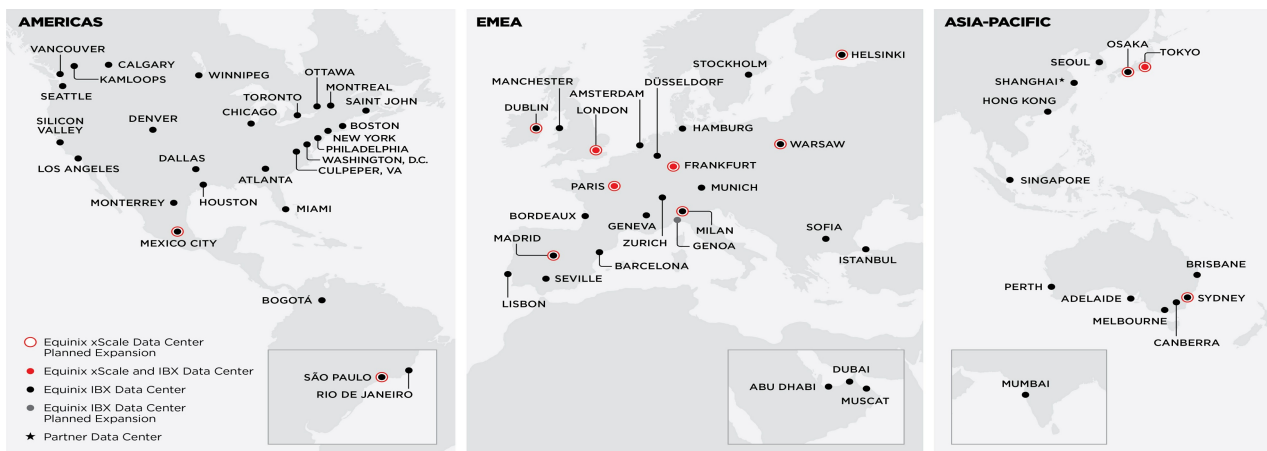 AMERICAS
VANCOUVER
CALGARY
KAMLOOPS
WINNIPEG
SEATTLE
OTTAWA
MONTREAL
TORONTO
SAINT JOHN
CHICAGO
SILICON
VALLEY
DENVER
BOSTON
NEW YORK
PHILADELPHIA
WASHINGTON, D.C.
CULPEPER, VA
LOS ANGELES
DALLAS
ATLANTA
MONTERREY
HOUSTON
MIAMI
MEXICO CITY
BOGOTÁ
Equinix xScale Data Center
Planned Expansion
Equinix xScale and IBX Data Center
Equinix IBX Data Center
Equinix IBX Data Center
Planned Expansion
★ Partner Data Center
SÃO PAULO
RIO DE JANEIRO
EMEA
HELSINKI
STOCKHOLM
MANCHESTER
DÜSSELDORF
AMSTERDAM
DUBLIN
LONDON
HAMBURG
WARSAW
FRANKFURT
PARIS
MUNICH
BORDEAUX
GENEVA
MILAN
ZURICH
GENOA
SOFIA
MADRID
ISTANBUL
BARCELONA
SEVILLE
LISBON
DUBAI
ABU DHABI
MUSCAT
ASIA-PACIFIC
OSAKA
TOKYO
SEOUL
SHANGHAI★
HONG KONG
SINGAPORE
BRISBANE
PERTH
ADELAIDE
SYDNEY
MELBOURNE
CANBERRA
MUMBAI